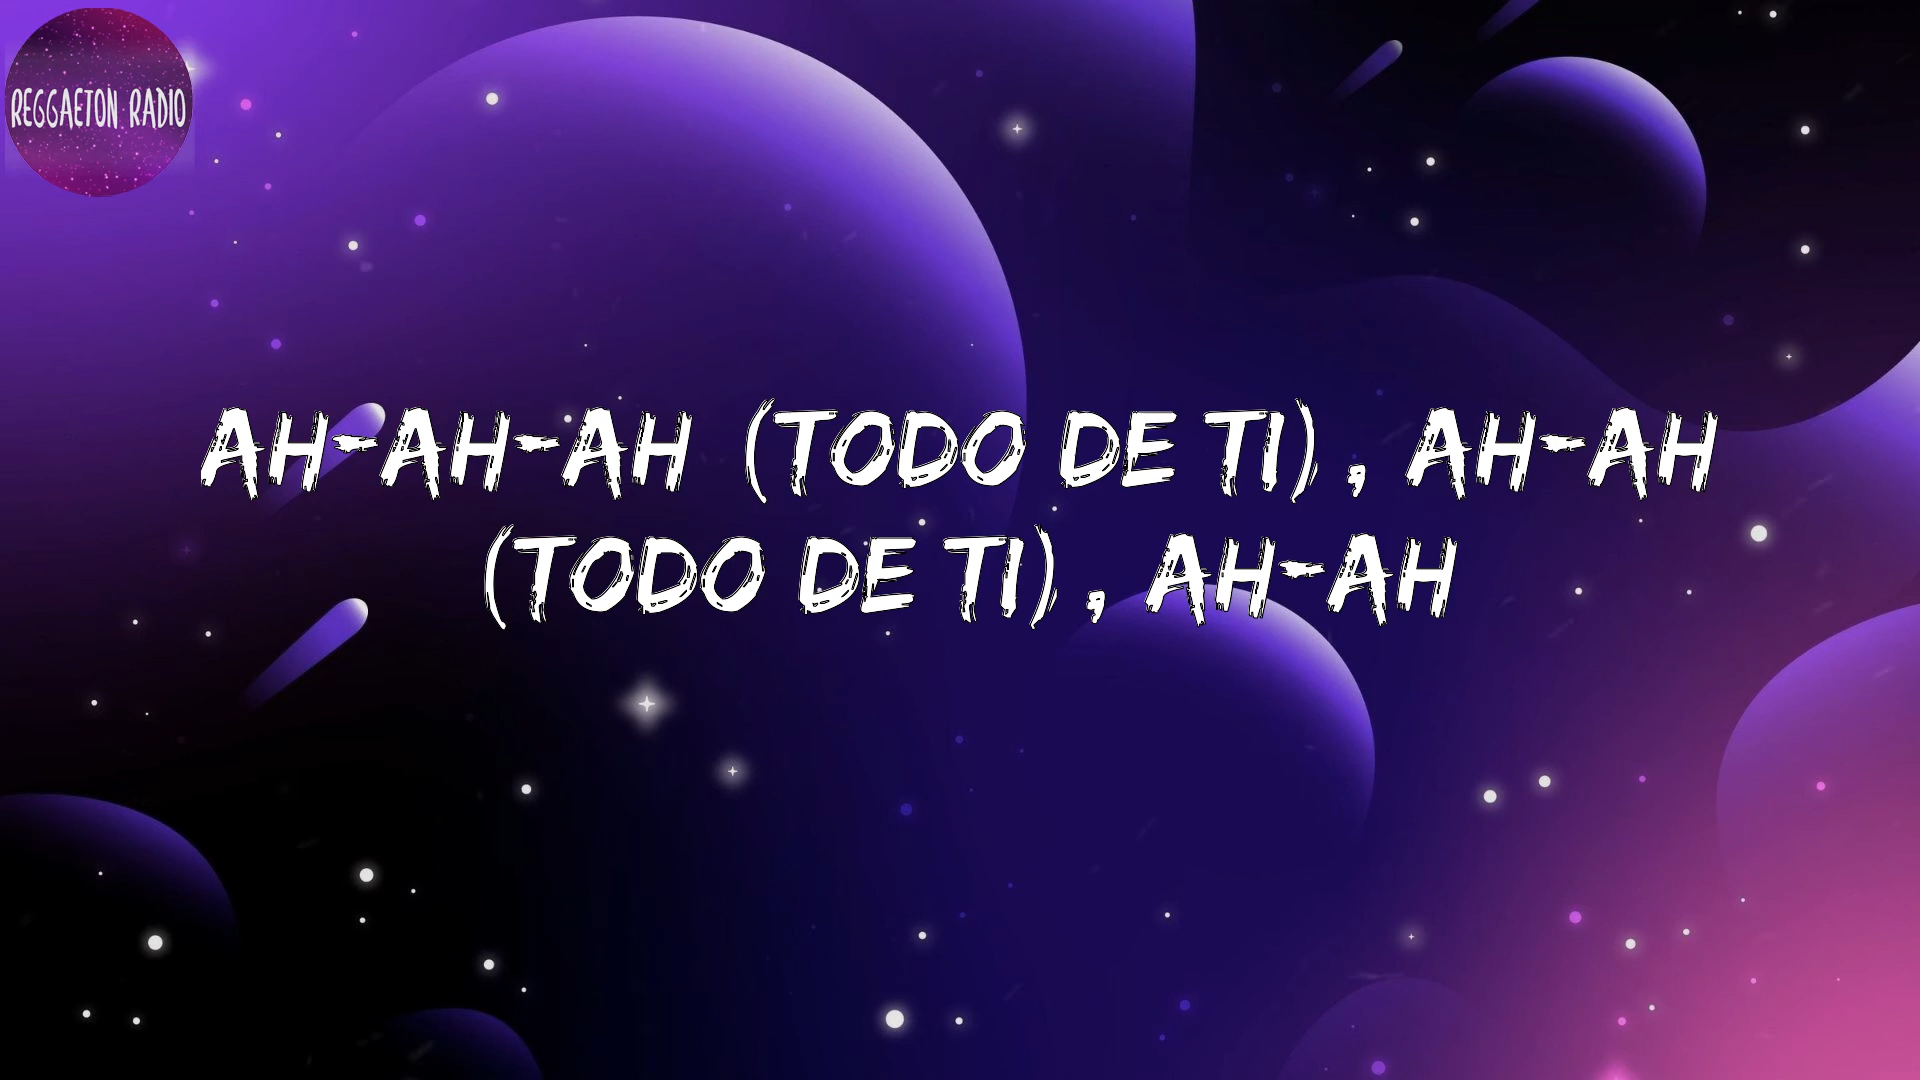 REGGAETON RADIO
AH-AH-AH (TODO DE TI), AH-AH
(TODO DE TI), AH-AH